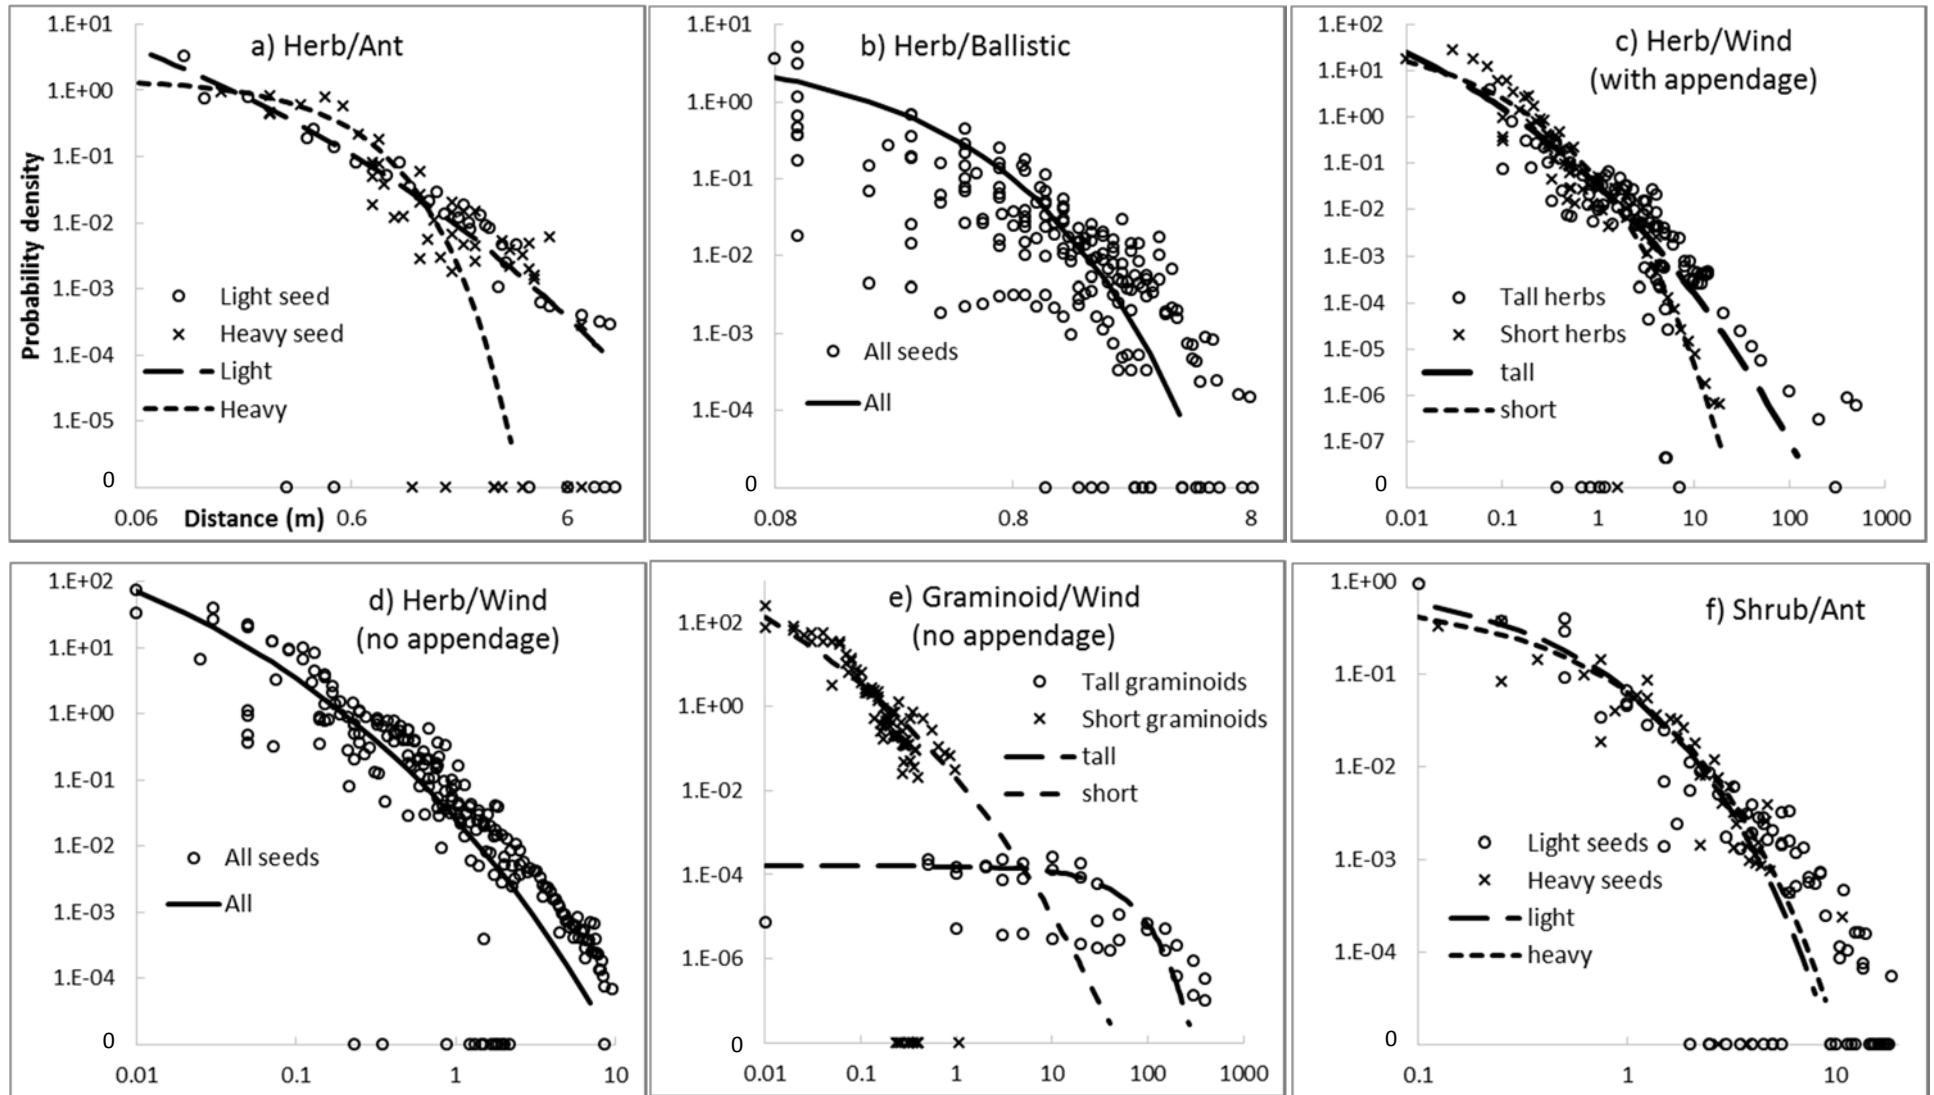 a) Herb/Ant
1.E+01
1.E+00
1.E-01
1.E-02
1.E-03
1.E-04
1.E-05
0
Probability density
Light seed
Heavy seed
Light
Heavy
0.06
Distance (m)
0.6
6
b) Herb/Ballistic
1.E+01
1.E+00
1.E-01
1.E-02
1.E-03
1.E-04
0
All seeds
All
0.08
0.8
8
c) Herb/Wind
(with appendage)
1.E+02
1.E+01
1.E+00
1.E-01
1.E-02
1.E-03
1.E-04
1.E-05
1.E-06
1.E-07
0
Tall herbs
Short herbs
tall
short
0.01
0.1
1
10
100
1000
d) Herb/Wind
(no appendage)
1.E+02
1.E+01
1.E+00
1.E-01
1.E-02
1.E-03
1.E-04
0
All seeds
All
0.01
0.1
1
10
e) Graminoid/Wind
(no appendage)
1.E+02
1.E+00
1.E-02
1.E-04
1.E-06
0
Tall graminoids
Short graminoids
tall
short
0.01
0.1
1
10
100
1000
f) Shrub/Ant
1.E+00
1.E-01
1.E-02
1.E-03
1.E-04
0
Light seeds
Heavy seeds
light
heavy
0.1
1
10